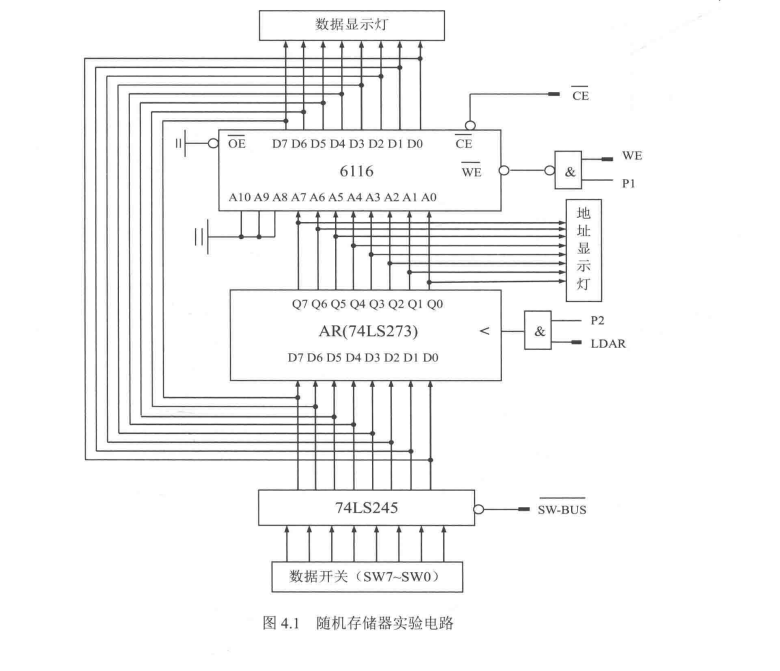 数据显示灯
CE
OE D7 D6 D5 D4 D3 D2 D1 D0 CE
6116
WE
& WE
P1
A10 A9 A8 A7 A6 A5 A4 A3 A2 A1 A0
地址显示灯
Q7 Q6 Q5 Q4 Q3 Q2 Q1 Q0
AR(74LS273)
<
& P2
LDAR
D7 D6 D5 D4 D3 D2 D1 D0
74LS245
SW-BUS
数据开关（SW7~SW0）
图 4.1 随机存储器实验电路